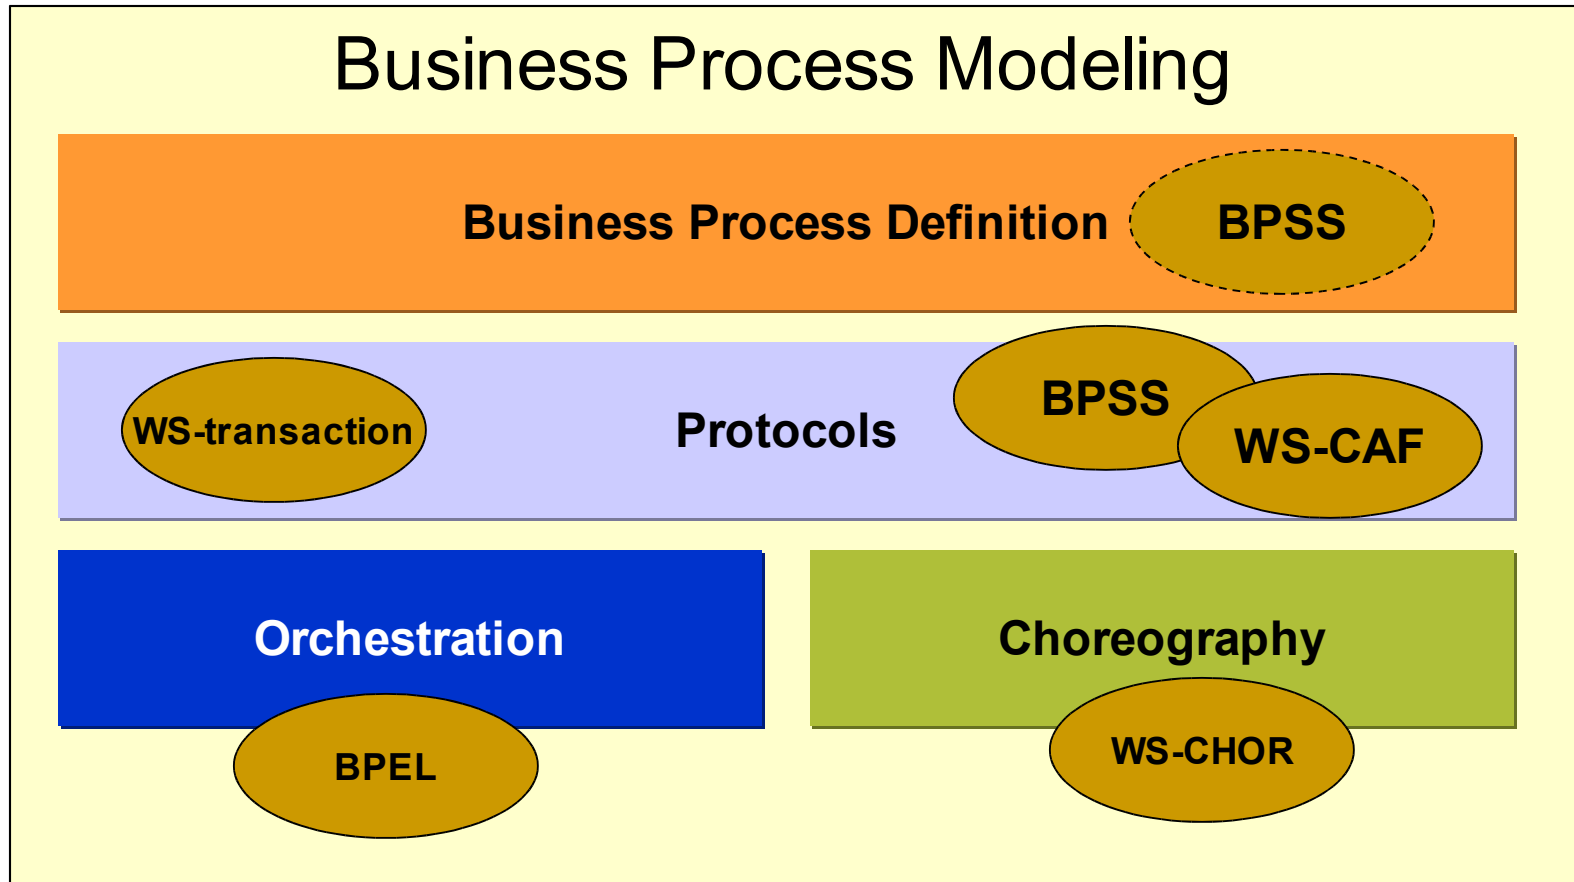 Business Process Modeling
Business Process Definition
BPSS
WS-transaction
Protocols
BPSS
WS-CAF
Orchestration
Choreography
BPEL
WS-CHOR